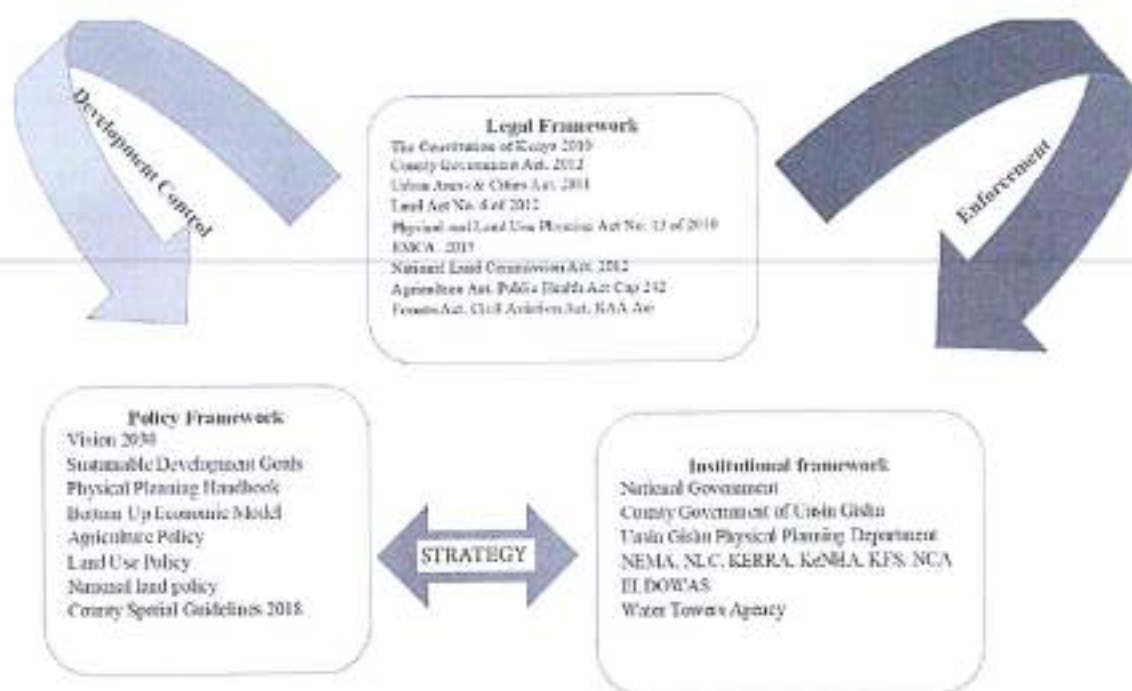 Development Control
Legal Framework
The Constitution of Kenya 2010
County Government Act, 2012
Urban Areas & Cities Act, 2011
Land Act No. 6 of 2012
Physical and Land Use Planning Act No. 13 of 2019
EMCA, 2015
National Land Commission Act, 2012
Agriculture Act, Public Health Act Cap 242
Forests Act, Civil Aviation Act, KAA Act
Enforcement
Policy Framework
Vision 2030
Sustainable Development Goals
Physical Planning Handbook
Bottom Up Economic Model
Agriculture Policy
Land Use Policy
National land policy
County Spatial Guidelines 2018
STRATEGY
Institutional framework
National Government
County Government of Uasin Gishu
Uasin Gishu Physical Planning Department
NEMA, NLC, KERRA, KeNHA, KFS, NCA
ELDOWAS
Water Towers Agency